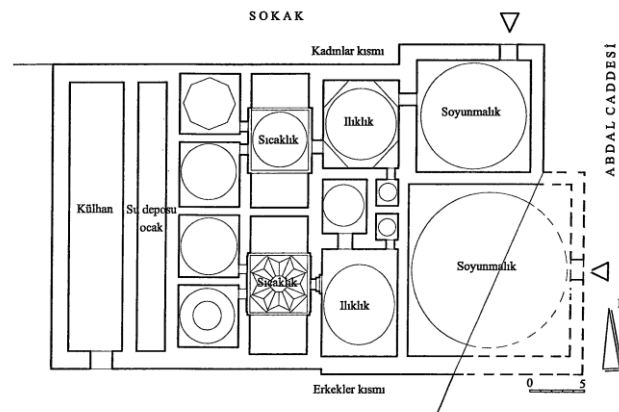 SOKAK
Kadınlar kısmı
ABDAL CADDESİ
Sıcaklık
Ilıklık
Soyunmalık
Külhan
Su deposu
ocak
Sıcaklık
Ilıklık
Soyunmalık
Erkekler kısmı
0 5